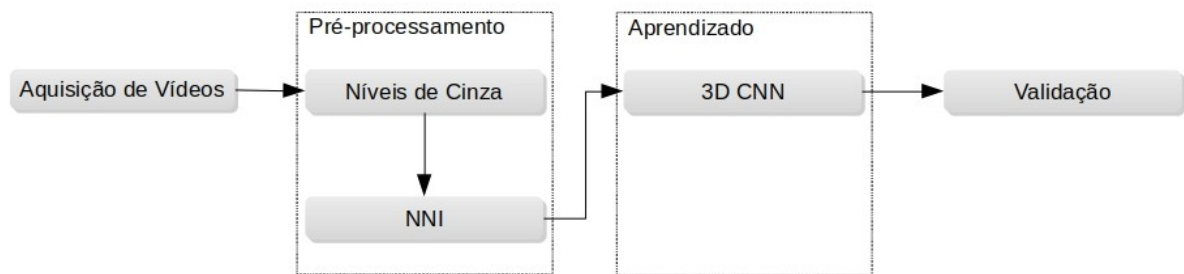 Pré-processamento
Aprendizado
Aquisição de Vídeos
Níveis de Cinza
3D CNN
Validação
NNI